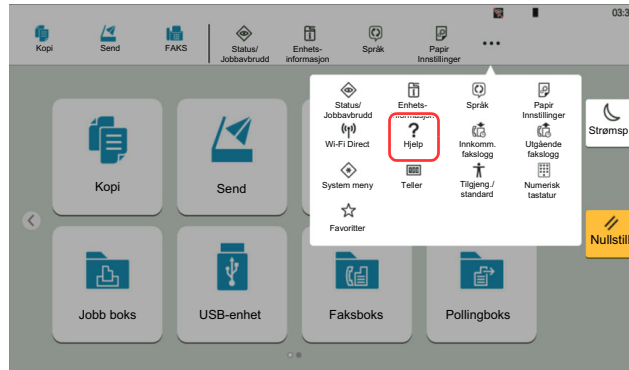 03:3
Kopi
Send
FAKS
Status/
Jobbavbrudd
Enhets-
informasjon
Språk
Papir
Innstillinger
Status/
Jobbavbrudd
Enhets-
informasjon
Språk
Papir
Innstillinger
Wi-Fi Direct
? Hjelp
Innkomm.
fakslogg
Utgående
fakslogg
System meny
Teller
Tilgjeng./
standard
Numerisk
tastatur
Favoritter
Strømsp
Kopi
Send
Nullstill
Jobb boks
USB-enhet
Faksboks
Pollingboks